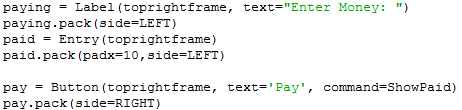 paying = Label(toprightframe, text="Enter Money: ")
paying.pack(side=LEFT)
paid = Entry(toprightframe)
paid.pack(padx=10,side=LEFT)
pay = Button(toprightframe, text='Pay', command=ShowPaid)
pay.pack(side=RIGHT)